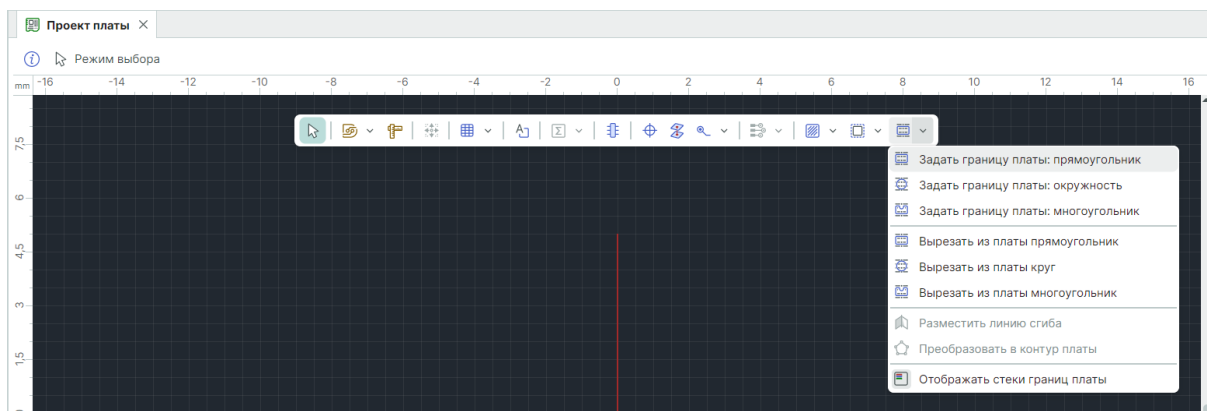 Проект платы
Режим выбора
mm -16 -14 -12 -10 -8 -6 -4 -2 0 2 4 6 8 10 12 14 16
7,5
6
4,5
3
1,5
Задать границу платы: прямоугольник
Задать границу платы: окружность
Задать границу платы: многоугольник
Вырезать из платы прямоугольник
Вырезать из платы круг
Вырезать из платы многоугольник
Разместить линию сгиба
Преобразовать в контур платы
Отображать стеки границ платы